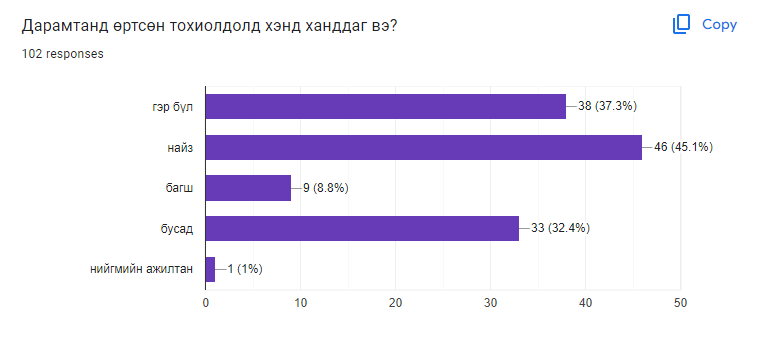 Дарамтанд өртсөн тохиолдолд хэнд ханддаг вэ?
Copy
102 responses
гэр бүл
38 (37.3%)
найз
46 (45.1%)
багш
9 (8.8%)
бусад
33 (32.4%)
нийгмийн ажилтан
1 (1%)
0 10 20 30 40 50